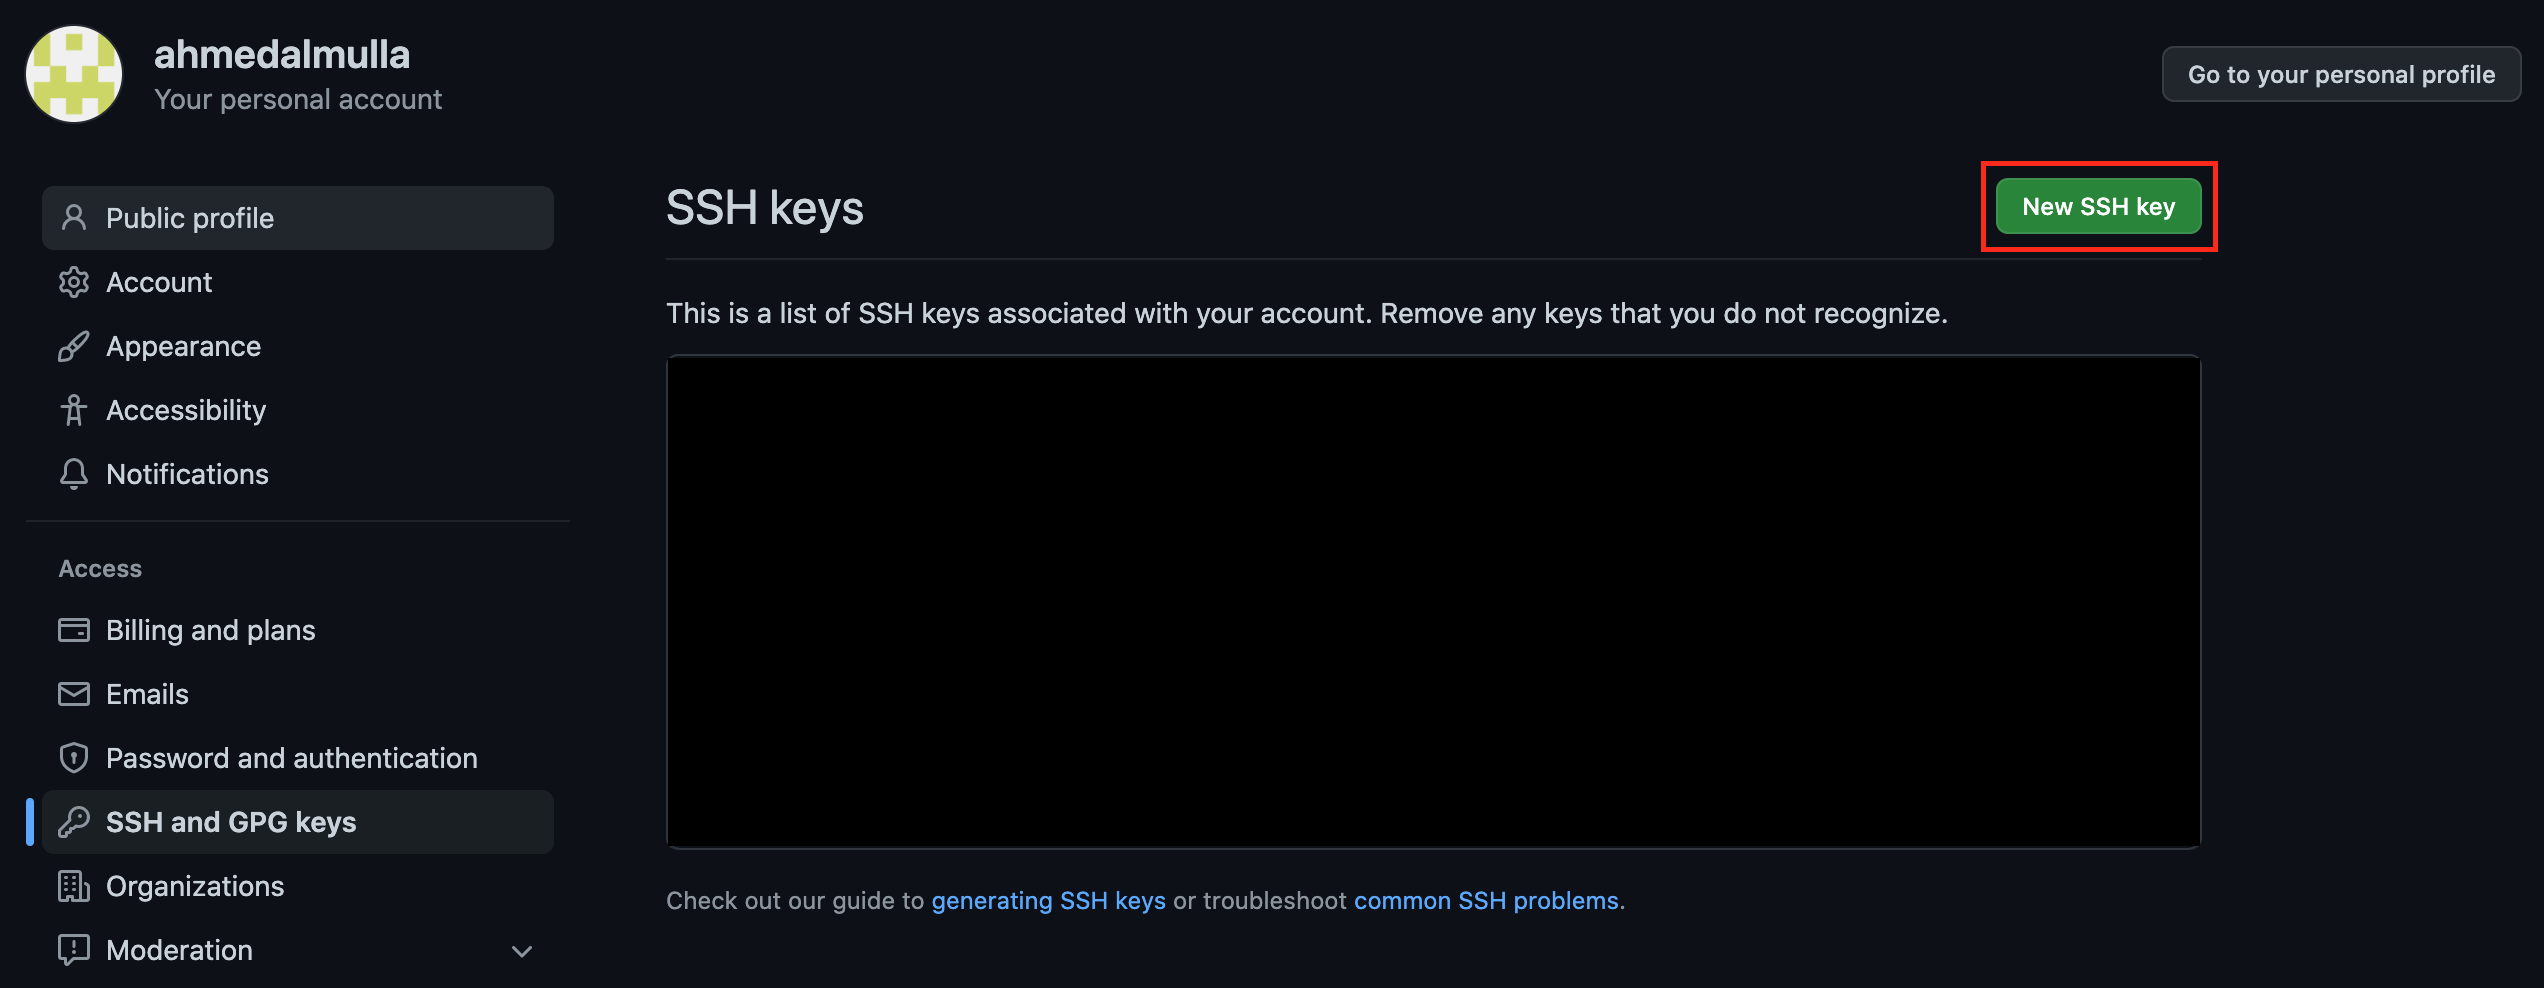 ahmedalmulla
Your personal account
Go to your personal profile
Public profile
Account
Appearance
Accessibility
Notifications
Access
Billing and plans
Emails
Password and authentication
SSH and GPG keys
Organizations
Moderation
SSH keys
New SSH key
This is a list of SSH keys associated with your account. Remove any keys that you do not recognize.
Check out our guide to generating SSH keys or troubleshoot common SSH problems.